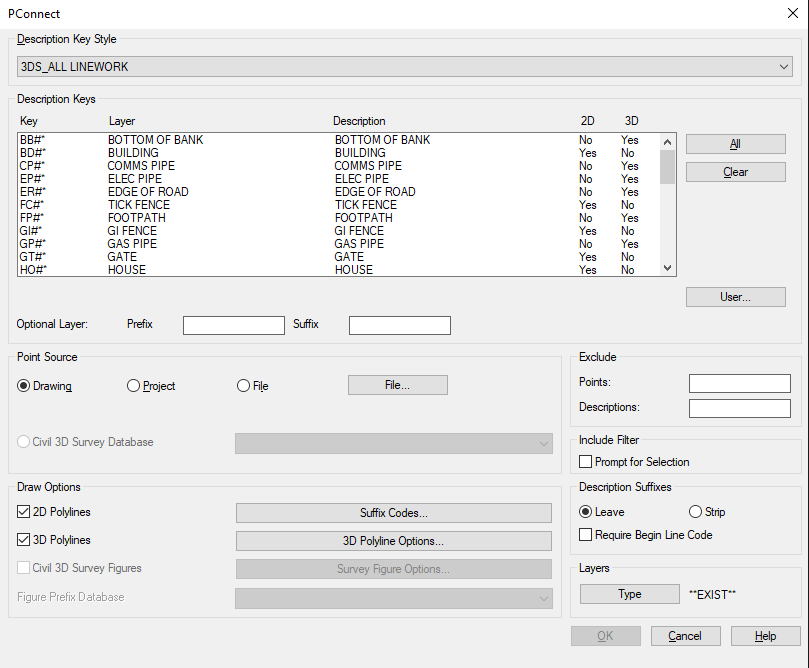 PConnect
Description Key Style
3DS_ALL LINEWORK
Description Keys
Key Layer Description 2D 3D
BB#* BOTTOM OF BANK BOTTOM OF BANK No Yes
BD#* BUILDING BUILDING Yes No
CP#* COMMS PIPE COMMS PIPE No Yes
EP#* ELEC PIPE ELEC PIPE No Yes
ER#* EDGE OF ROAD EDGE OF ROAD No Yes
FC#* TICK FENCE TICK FENCE Yes No
FP#* FOOTPATH FOOTPATH No Yes
GI#* GI FENCE GI FENCE Yes No
GP#* GAS PIPE GAS PIPE No Yes
GT#* GATE GATE Yes No
HO#* HOUSE HOUSE Yes No
All
Clear
User...
Optional Layer: Prefix Suffix
Point Source
Drawing Project File File...
Civil 3D Survey Database
Exclude
Points:
Descriptions:
Include Filter
Prompt for Selection
Draw Options
2D Polylines Suffix Codes...
3D Polylines 3D Polyline Options...
Civil 3D Survey Figures Survey Figure Options...
Figure Prefix Database
Description Suffixes
Leave Strip
Require Begin Line Code
Layers
Type **EXIST**
OK Cancel Help